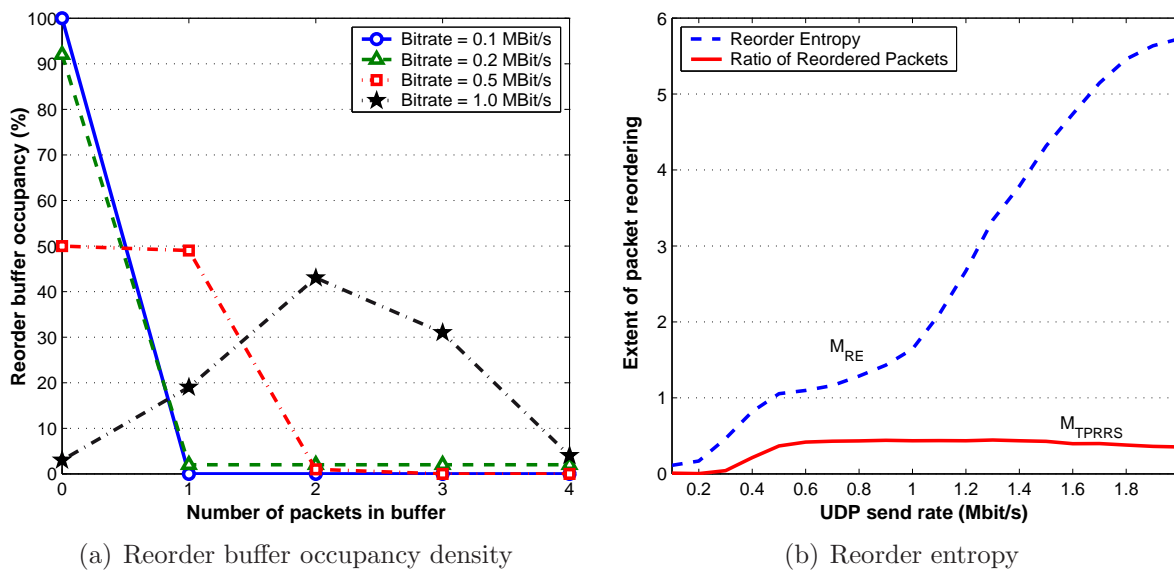 100
90
80
70
60
50
40
30
20
10
0
Reorder buffer occupancy (%)
Bitrate = 0.1 MBit/s
Bitrate = 0.2 MBit/s
Bitrate = 0.5 MBit/s
Bitrate = 1.0 MBit/s
0 1 2 3 4
Number of packets in buffer
(a) Reorder buffer occupancy density
6
5
4
3
2
1
0
Extent of packet reordering
Reorder Entropy
Ratio of Reordered Packets
M_RE
M_TPRRS
0.2 0.4 0.6 0.8 1 1.2 1.4 1.6 1.8
UDP send rate (Mbit/s)
(b) Reorder entropy